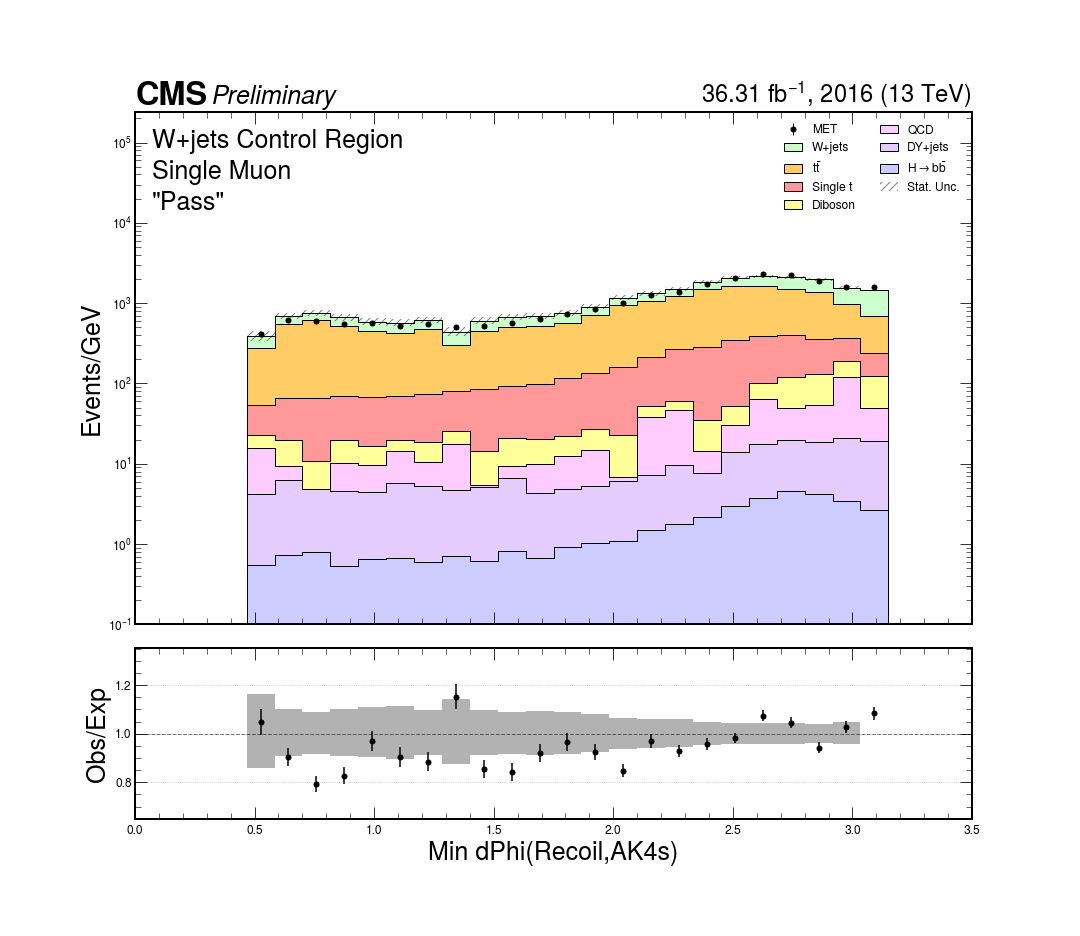 CMS Preliminary
36.31 fb⁻¹, 2016 (13 TeV)
W+jets Control Region
Single Muon
"Pass"
MET
W+jets
tt̄
Single t
Diboson
QCD
DY+jets
H→bb̄
Stat. Unc.
Events/GeV
10⁵
10⁴
10³
10²
10¹
10⁰
10⁻¹
Obs/Exp
1.2
1.0
0.8
0.0 0.5 1.0 1.5 2.0 2.5 3.0 3.5
Min dPhi(Recoil,AK4s)